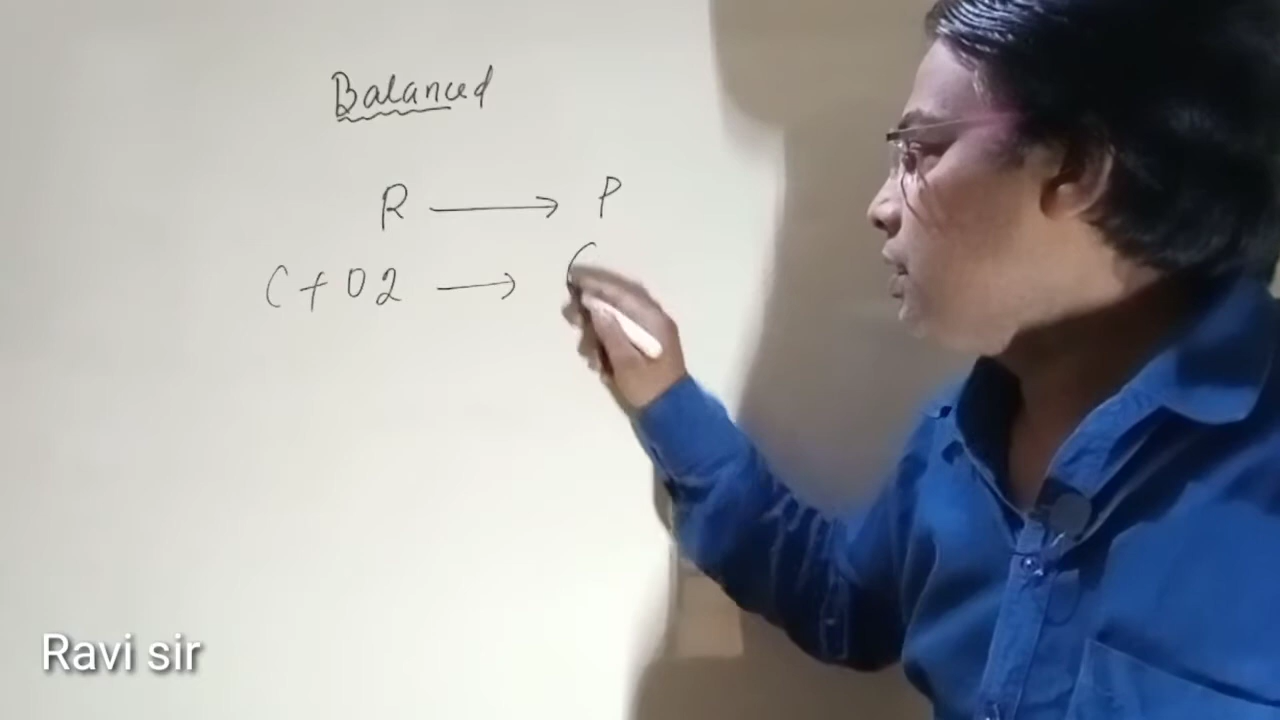 Balanced
R ⟶ P
C + O2 ⟶ C
Ravi sir